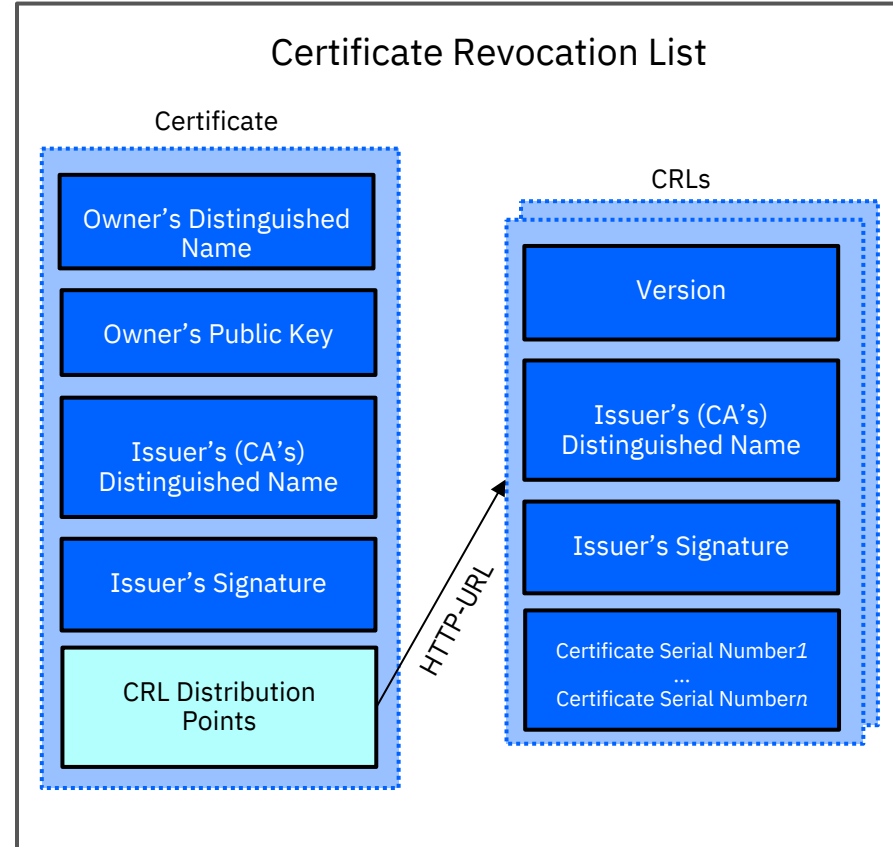 Certificate Revocation List
Certificate
Owner’s Distinguished
Name
Owner’s Public Key
Issuer’s (CA’s)
Distinguished Name
Issuer’s Signature
CRL Distribution
Points
HTTP-URL
CRLs
Version
Issuer’s (CA’s)
Distinguished Name
Issuer’s Signature
Certificate Serial Number1
...
Certificate Serial Numbern